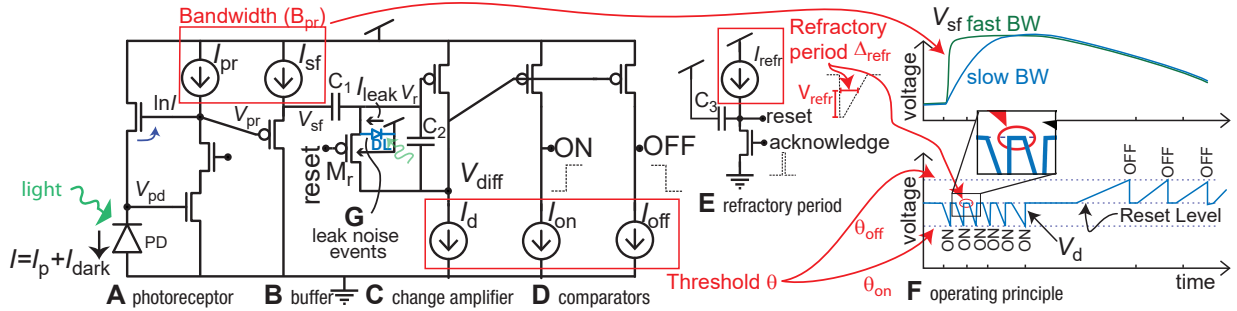 Bandwidth (Bpr)
Ipr
Isf
lnI
Vpr
C1
Ileak
Vr
Vsf
C2
DL
reset
Mr
G
leak noise
events
light
Vpd
PD
I=Ip+Idark
Vdiff
ON
OFF
Id
Ion
Ioff
A photoreceptor
B buffer
C change amplifier
D comparators
Irefr
C3
reset
acknowledge
E refractory period
Refractory
period Δrefr
Vrefr
Threshold θ
θoff
θon
Vsf fast BW
slow BW
voltage
voltage
ON
ON
ON
ON
ON
OFF
OFF
OFF
Reset Level
Vd
time
F operating principle